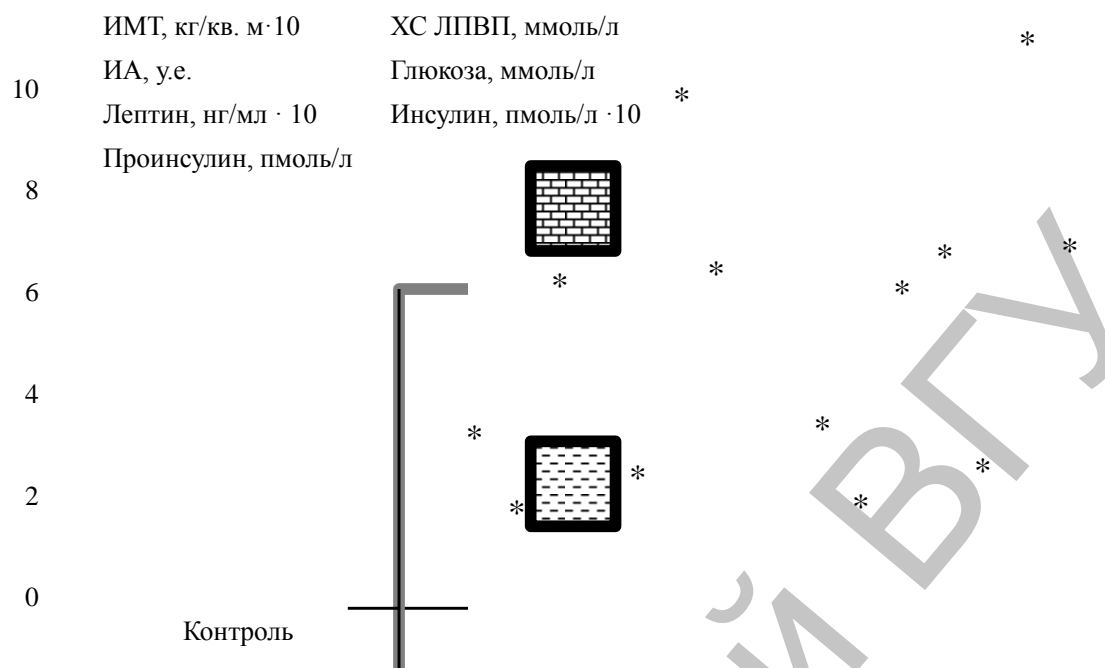 ИМТ, кг/кв. м·10 ХС ЛПВП, ммоль/л
ИА, у.е. Глюкоза, ммоль/л
Лептин, нг/мл · 10 Инсулин, пмоль/л ·10
Проинсулин, пмоль/л
10
8
6
4
2
0
* * * * * * * * * * * * * *
Контроль
Й ВГУ